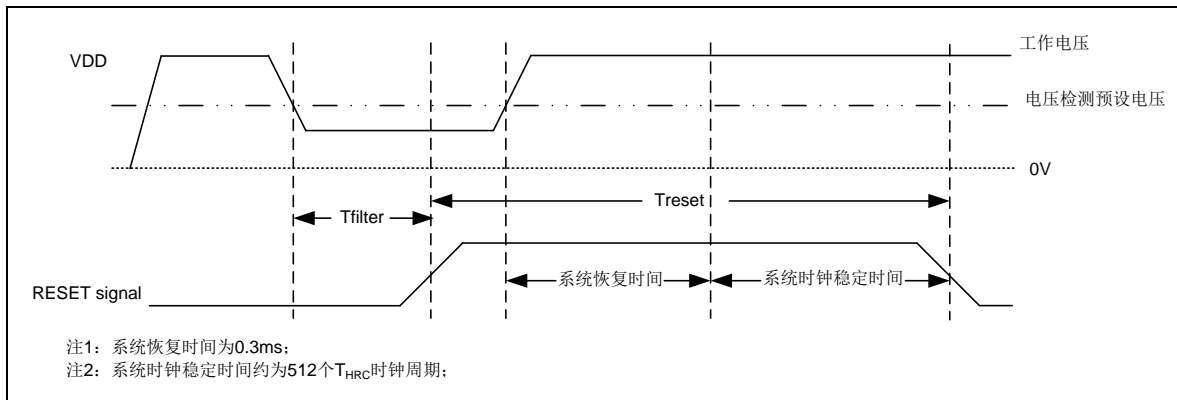 工作电压
VDD
电压检测预设电压
0V
Treset
Tfilter
系统恢复时间
系统时钟稳定时间
RESET signal
注1：系统恢复时间为0.3ms；
注2：系统时钟稳定时间约为512个THRC时钟周期；